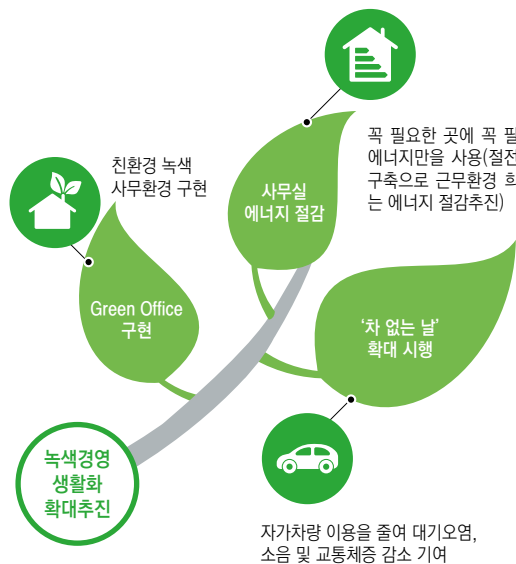 친환경 녹색
사무환경 구현
꼭 필요한 곳에 꼭
에너지만을
구축으로 근무환경
는 에너지 절감추진)
사무실
에너지 절감
Green Office
구현
‘차 없는 날’
확대 시행
녹색경영
생활화
확대추진
자가차량 이용을 줄여 대기오염,
소음 및 교통체증 감소 기여